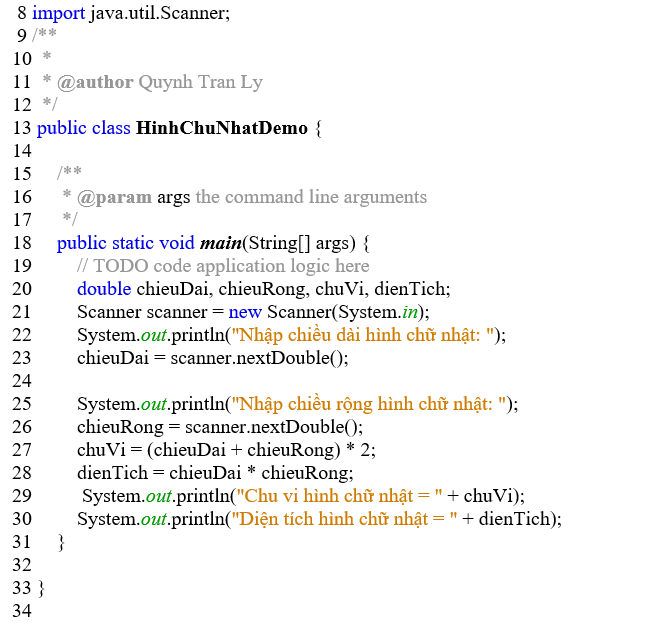 8 import java.util.Scanner;
9 /**
10 *
11 * @author Quynh Tran Ly
12 */
13 public class HinhChuNhatDemo {
14
15 /**
16 * @param args the command line arguments
17 */
18 public static void main(String[] args) {
19 // TODO code application logic here
20 double chieuDai, chieuRong, chuVi, dienTich;
21 Scanner scanner = new Scanner(System.in);
22 System.out.println("Nhập chiều dài hình chữ nhật: ");
23 chieuDai = scanner.nextDouble();
24
25 System.out.println("Nhập chiều rộng hình chữ nhật: ");
26 chieuRong = scanner.nextDouble();
27 chuVi = (chieuDai + chieuRong) * 2;
28 dienTich = chieuDai * chieuRong;
29 System.out.println("Chu vi hình chữ nhật = " + chuVi);
30 System.out.println("Diện tích hình chữ nhật = " + dienTich);
31 }
32
33 }
34